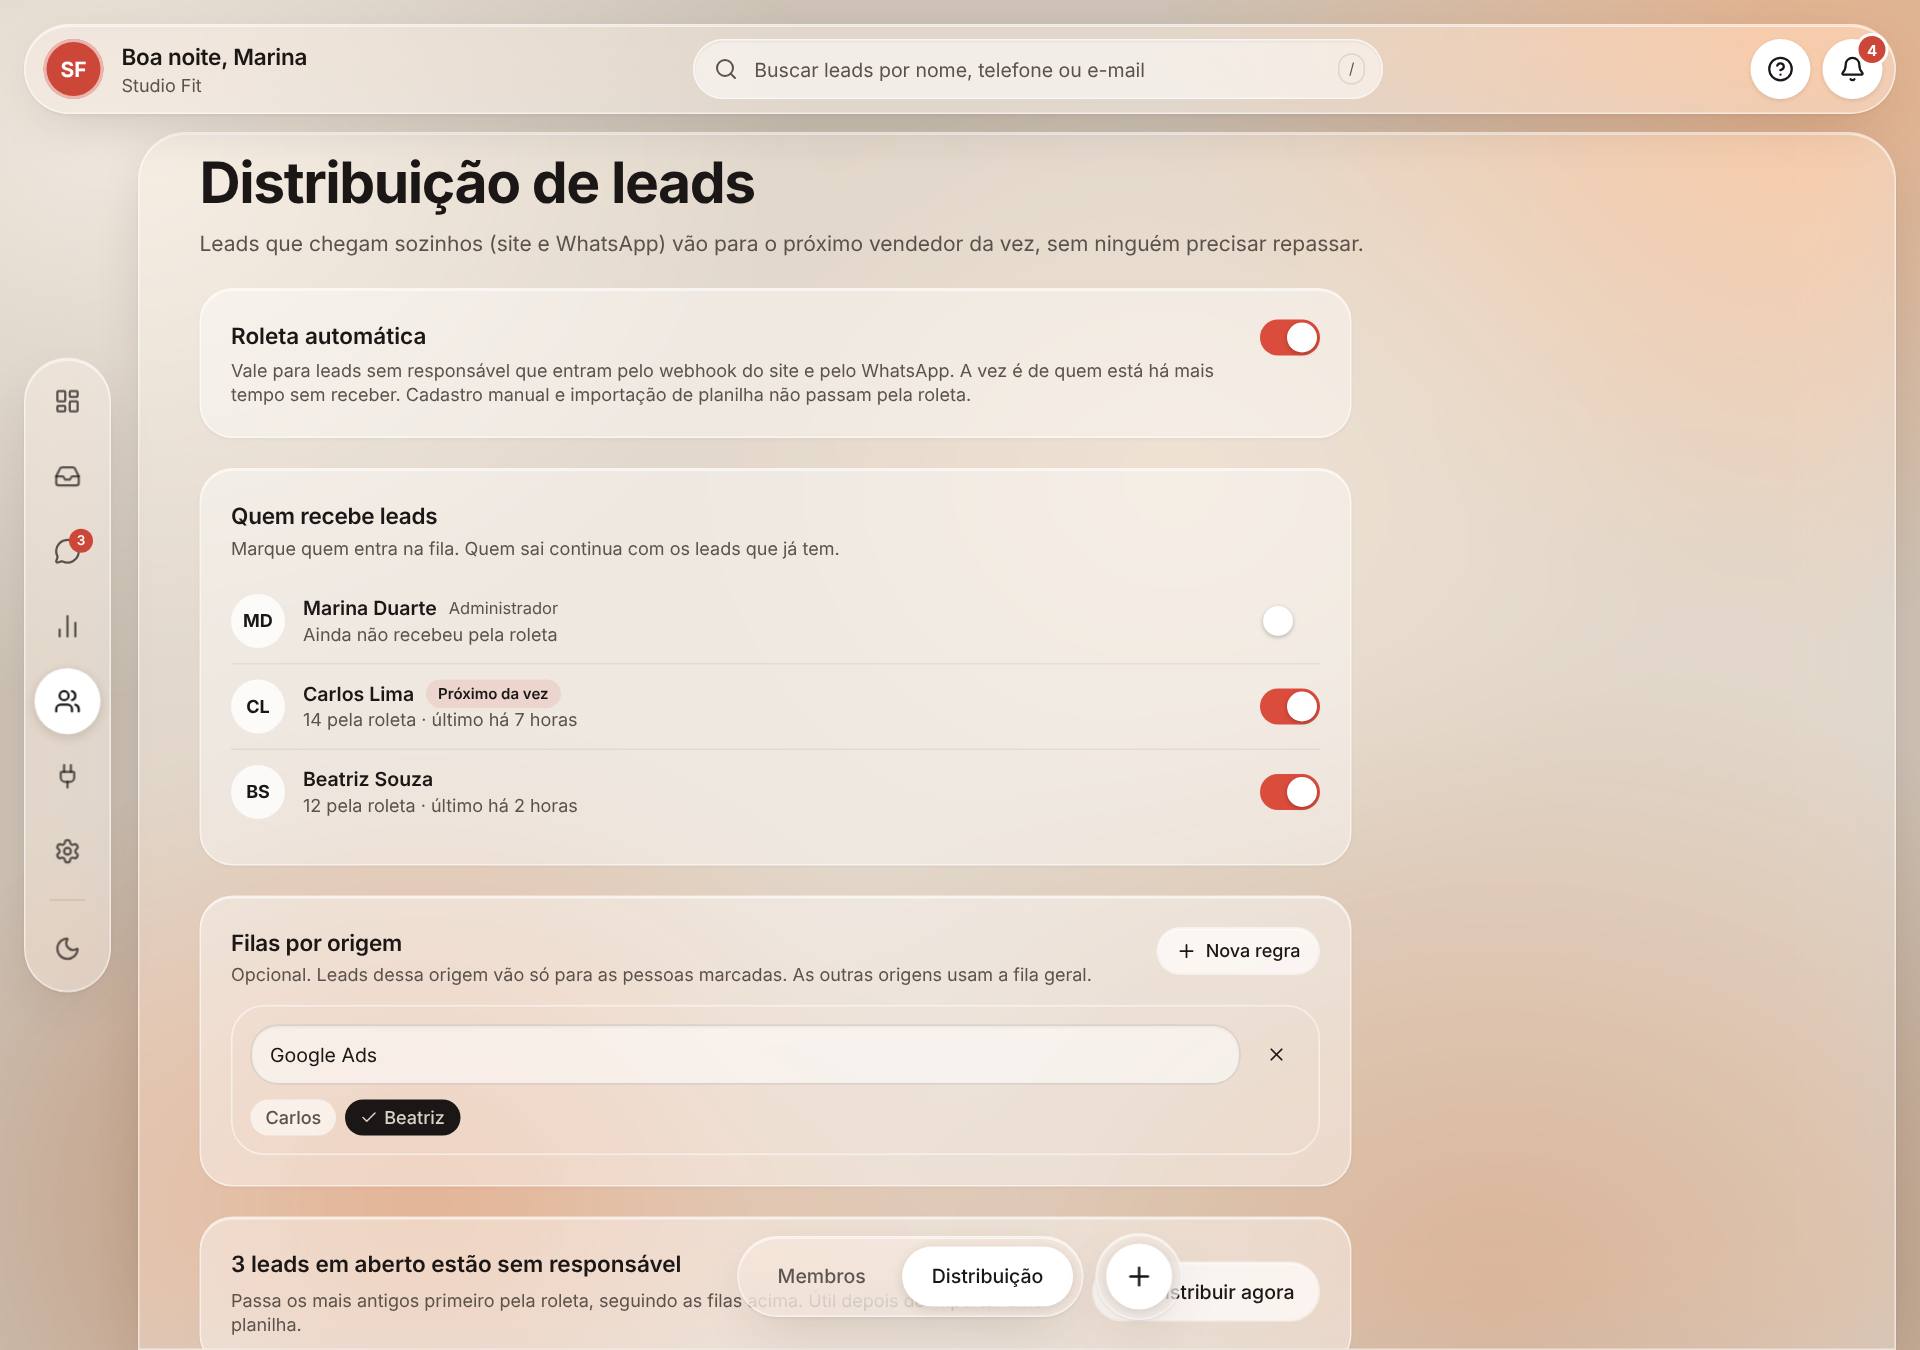 SF
Boa noite, Marina
Studio Fit
Buscar leads por nome, telefone ou e-mail
/
4
Distribuição de leads
Leads que chegam sozinhos (site e WhatsApp) vão para o próximo vendedor da vez, sem ninguém precisar repassar.
Roleta automática
Vale para leads sem responsável que entram pelo webhook do site e pelo WhatsApp. A vez é de quem está há mais
tempo sem receber. Cadastro manual e importação de planilha não passam pela roleta.
3
Quem recebe leads
Marque quem entra na fila. Quem sai continua com os leads que já tem.
MD
Marina Duarte Administrador
Ainda não recebeu pela roleta
CL
Carlos Lima Próximo da vez
14 pela roleta · último há 7 horas
BS
Beatriz Souza
12 pela roleta · último há 2 horas
Filas por origem
Opcional. Leads dessa origem vão só para as pessoas marcadas. As outras origens usam a fila geral.
Nova regra
Google Ads
Carlos
Beatriz
3 leads em aberto estão sem responsável
Passa os mais antigos primeiro pela roleta, seguindo as filas acima. Útil depois
planilha.
Membros
Distribuição
stribuir agora